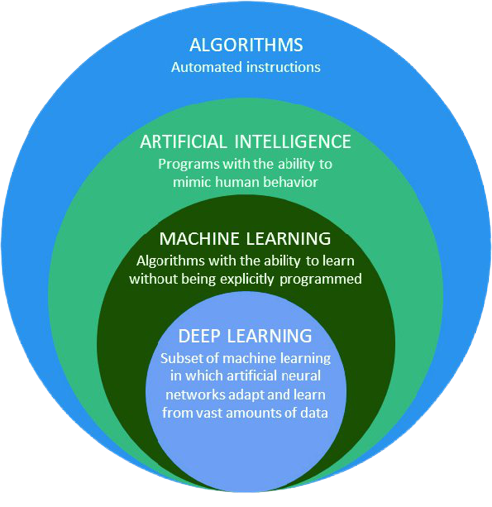 ALGORITHMS
Automated instructions
ARTIFICIAL INTELLIGENCE
Programs with the ability to
mimic human behavior
MACHINE LEARNING
Algorithms with the ability to learn
without being explicitly programmed
DEEP LEARNING
Subset of machine learning
in which artificial neural
networks adapt and learn
from vast amounts of data